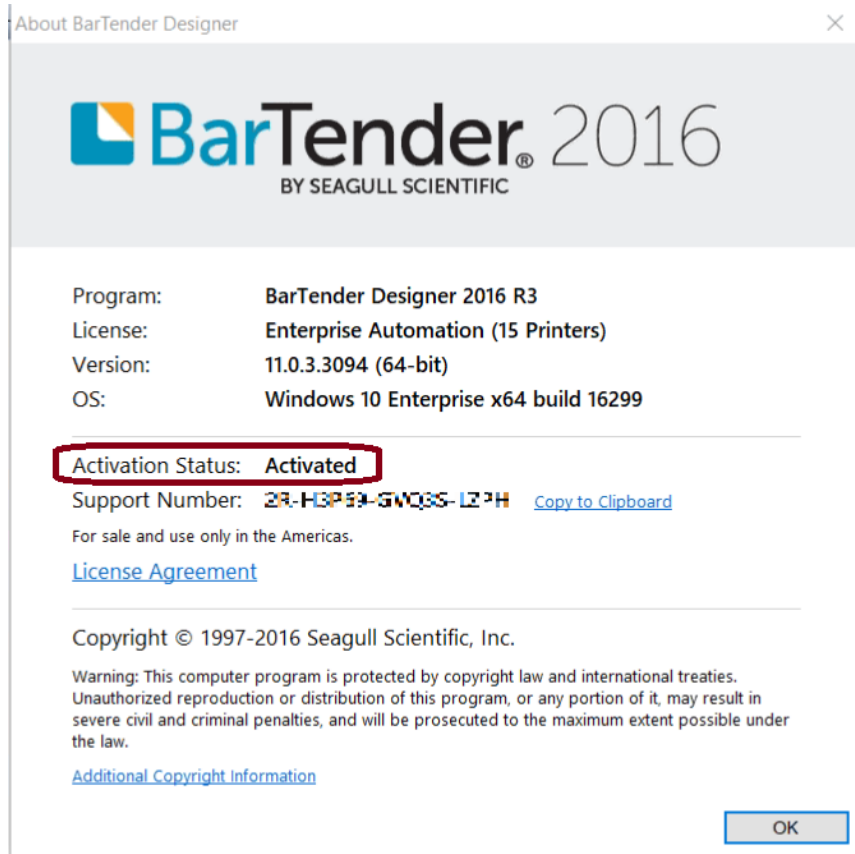 About BarTender Designer
BarTender® 2016
BY SEAGULL SCIENTIFIC
Program: BarTender Designer 2016 R3
License: Enterprise Automation (15 Printers)
Version: 11.0.3.3094 (64-bit)
OS: Windows 10 Enterprise x64 build 16299
Activation Status: Activated
Support Number: Copy to Clipboard
For sale and use only in the Americas.
License Agreement
Copyright © 1997-2016 Seagull Scientific, Inc.
Warning: This computer program is protected by copyright law and international treaties.
Unauthorized reproduction or distribution of this program, or any portion of it, may result in
severe civil and criminal penalties, and will be prosecuted to the maximum extent possible under
the law.
Additional Copyright Information
OK